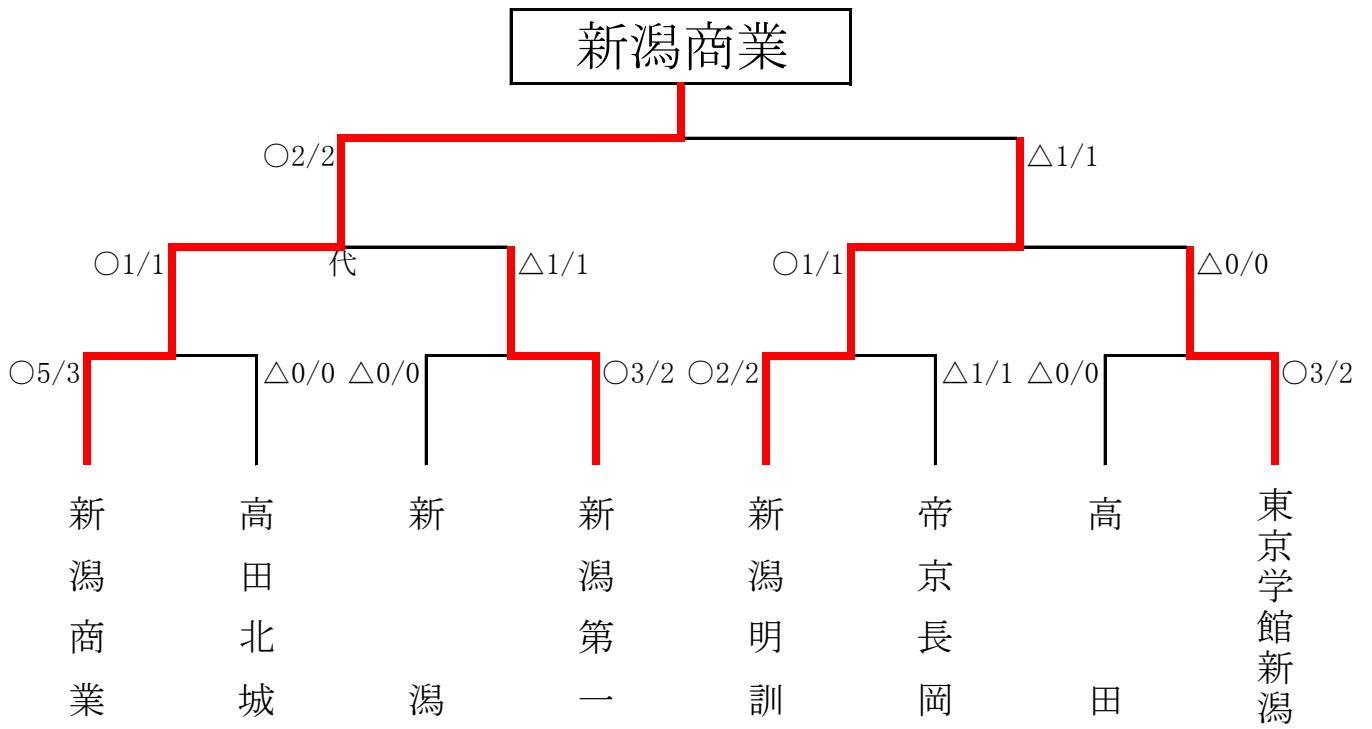 新潟商業
○2/2 △1/1
○1/1 代 △1/1 ○1/1 △0/0
○5/3 △0/0 △0/0 ○3/2 ○2/2 △1/1 △0/0 ○3/2
新潟商業
高田北城
新潟
新潟第一
新潟明訓
帝京長岡
高田
東京学館新潟